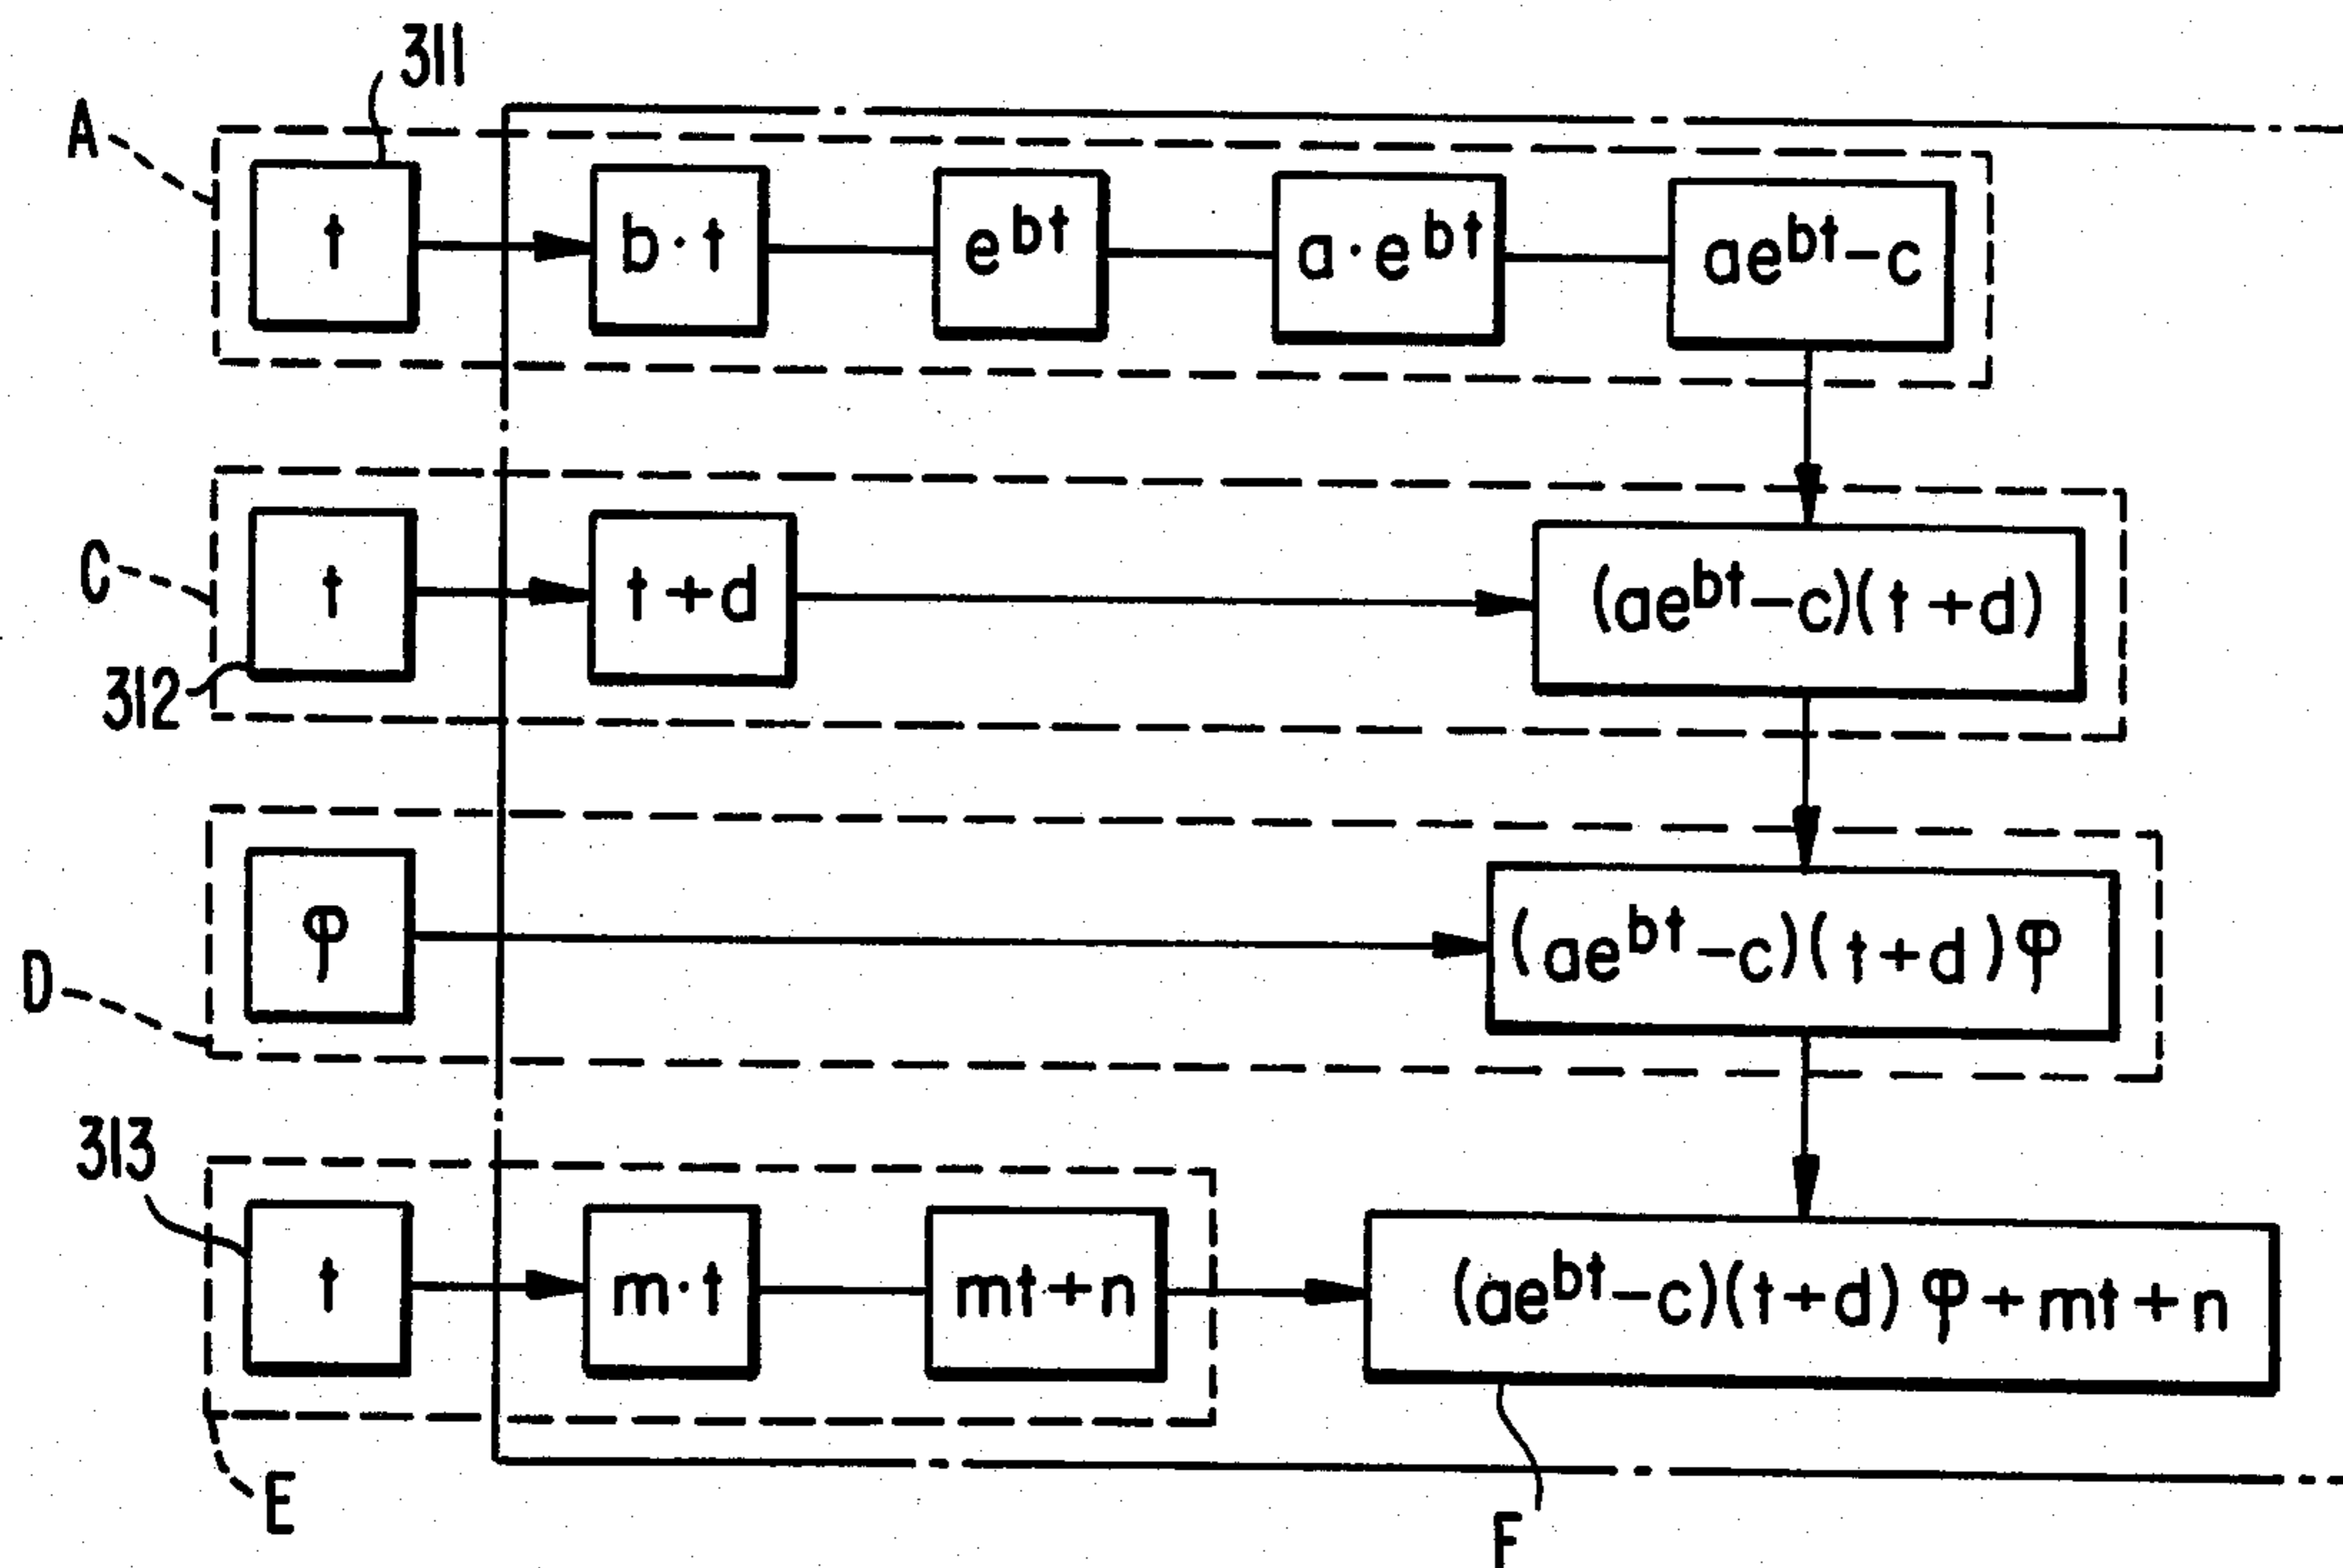 311
A
t
b·t
e^bt
a·e^bt
ae^bt−c
C
t
t+d
(ae^bt−c)(t+d)
312
φ
(ae^bt−c)(t+d)φ
D
313
t
m·t
mt+n
(ae^bt−c)(t+d)φ+mt+n
E
F